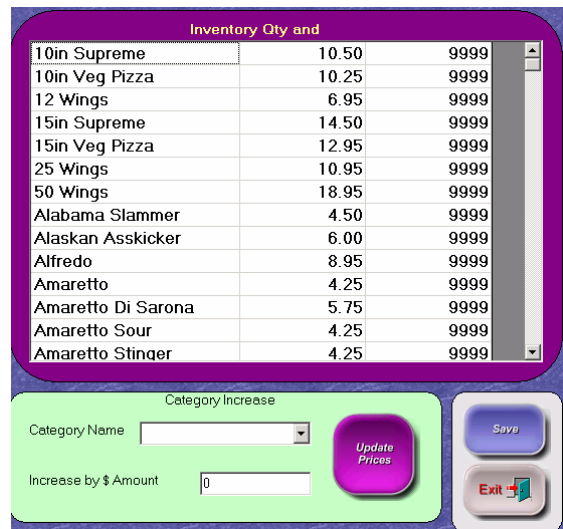 Inventory Qty and
10in Supreme 10.50 9999
10in Veg Pizza 10.25 9999
12 Wings 6.95 9999
15in Supreme 14.50 9999
15in Veg Pizza 12.95 9999
25 Wings 10.95 9999
50 Wings 18.95 9999
Alabama Slammer 4.50 9999
Alaskan Asskicker 6.00 9999
Alfredo 8.95 9999
Amaretto 4.25 9999
Amaretto Di Sarona 5.75 9999
Amaretto Sour 4.25 9999
Amaretto Stinger 4.25 9999
Category Increase
Category Name
Increase by $ Amount 0
Update
Prices
Save
Exit